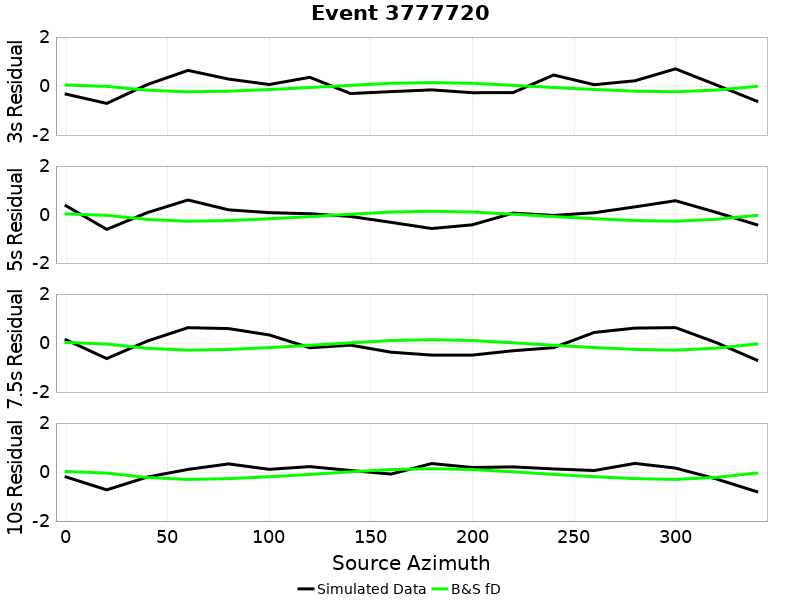 Event 3777720
3s Residual
2
0
-2
5s Residual
2
0
-2
7.5s Residual
2
0
-2
10s Residual
2
0
-2
0 50 100 150 200 250 300
Source Azimuth
Simulated Data B&S fD